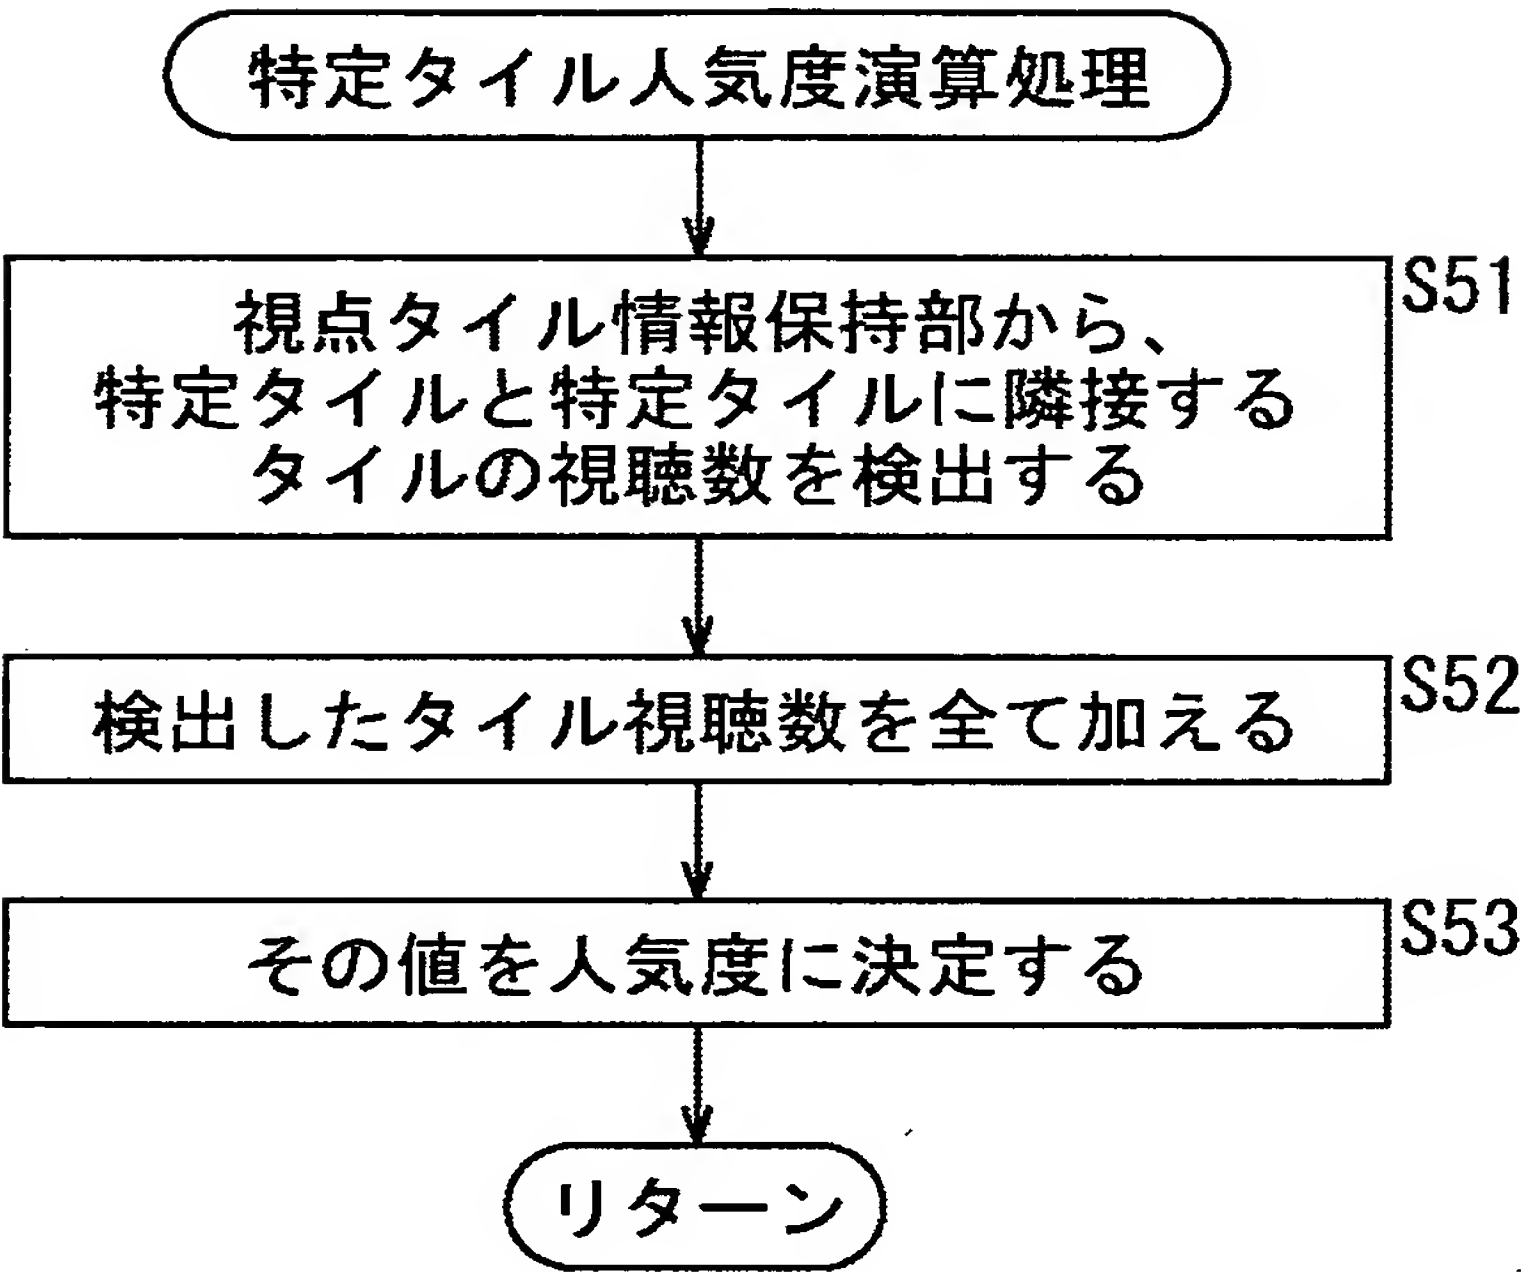 特定タイル人気度演算処理
S51
視点タイル情報保持部から、
特定タイルと特定タイルに隣接する
タイルの視聴数を検出する
S52
検出したタイル視聴数を全て加える
S53
その値を人気度に決定する
リターン